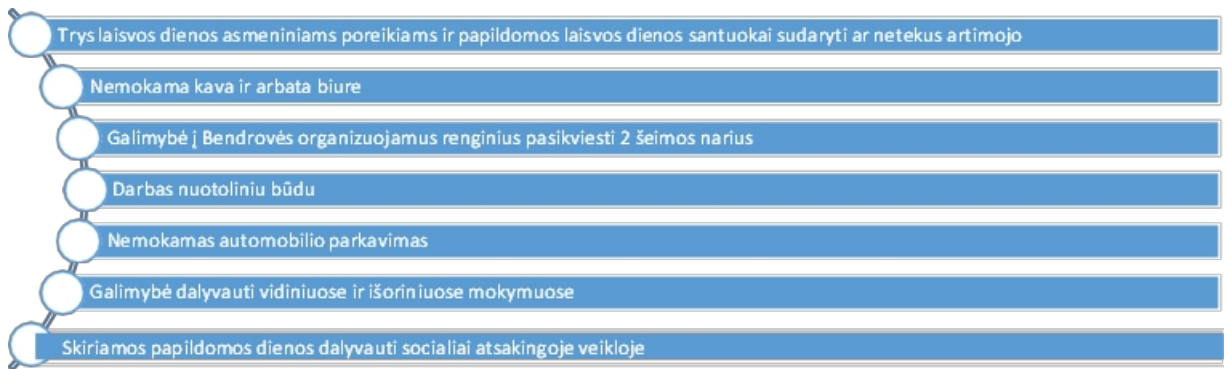 Trys laisvos dienos asmeniniams poreikiams ir papildomos laisvos dienos santuokai sudaryti ar netekus artimojo
Nemokama kava ir arbata biure
Galimybė į Bendrovės organizuojamus renginius pasikviesti 2 šeimos narius
Darbas nuotoliniu būdu
Nemokamas automobilio parkavimas
Galimybė dalyvauti vidiniuose ir išoriniuose mokymuose
Skiriamos papildomos dienos dalyvauti socialiai atsakingoje veikloje